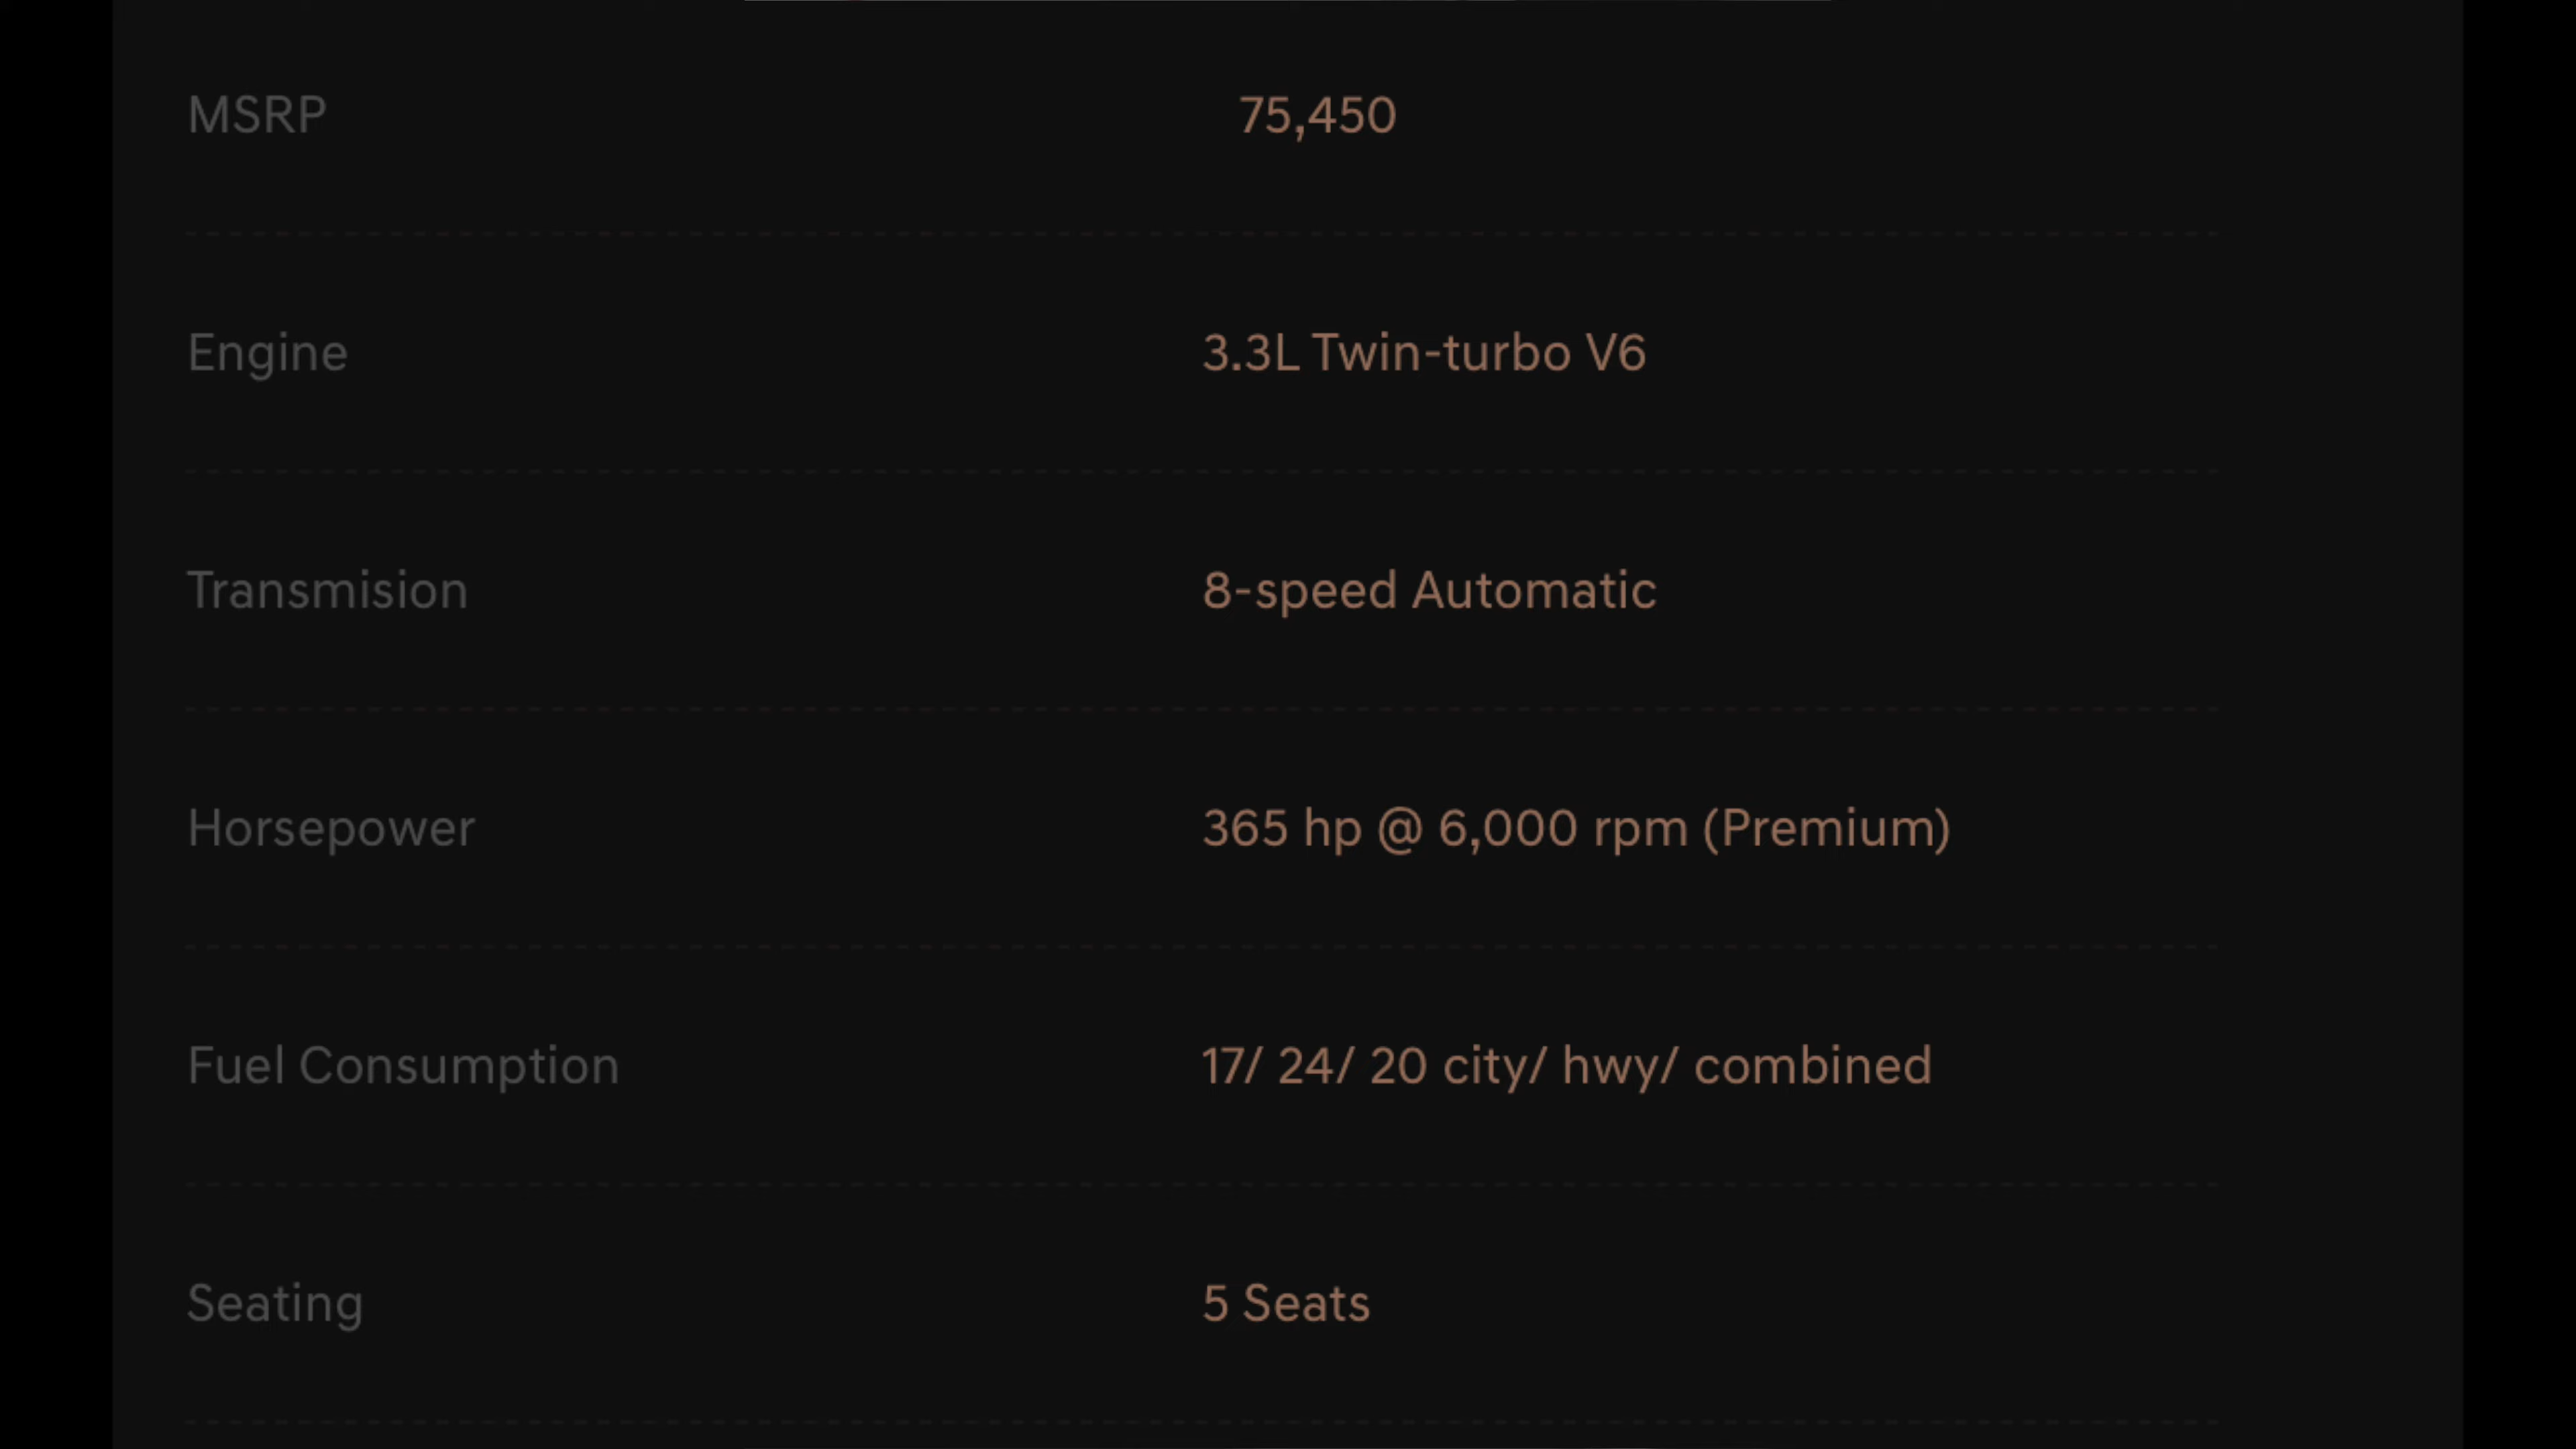 MSRP 75,450
Engine 3.3L Twin-turbo V6
Transmision 8-speed Automatic
Horsepower 365 hp @ 6,000 rpm (Premium)
Fuel Consumption 17/ 24/ 20 city/ hwy/ combined
Seating 5 Seats